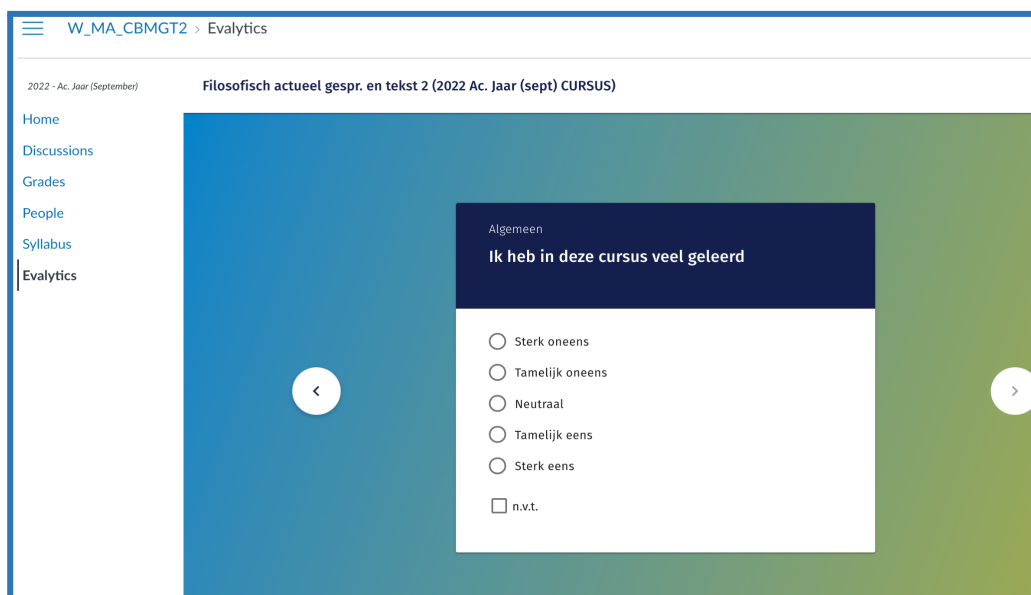 W_MA_CBMGT2 > Evalytics
2022 - Ac. Jaar (September)
Filosofisch actueel gespr. en tekst 2 (2022 Ac. Jaar (sept) CURSUS)
Home
Discussions
Grades
People
Syllabus
Evalytics
Algemeen
Ik heb in deze cursus veel geleerd
Sterk oneens
Tamelijk oneens
Neutraal
Tamelijk eens
Sterk eens
n.v.t.